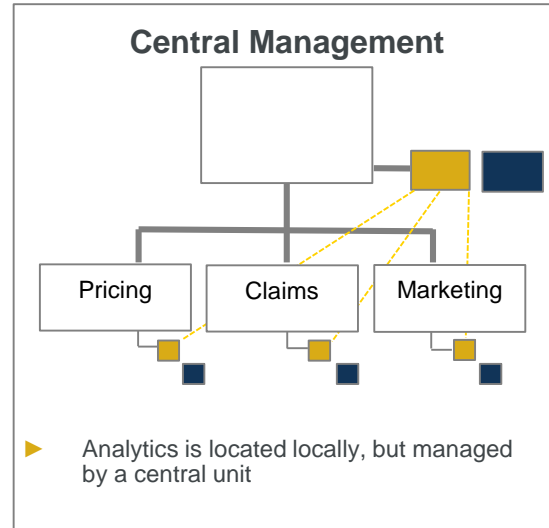 Central Management
Pricing
Claims
Marketing
Analytics is located locally, but managed
by a central unit